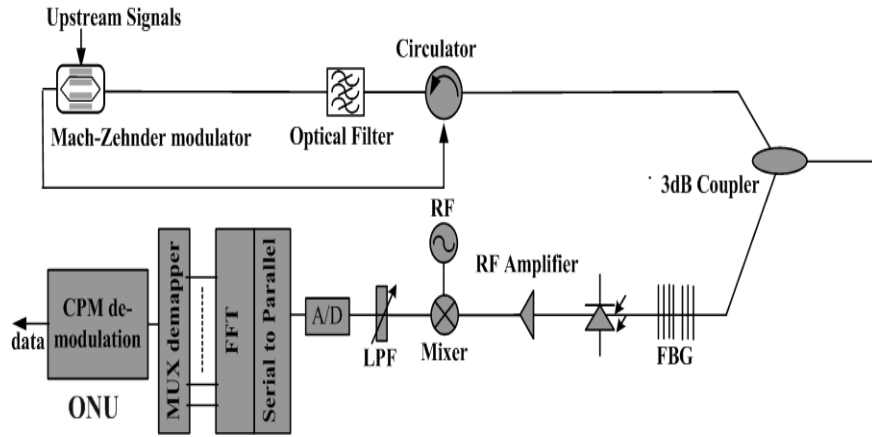 Upstream Signals
Circulator
Mach-Zehnder modulator
Optical Filter
3dB Coupler
RF
RF Amplifier
CPM de-
modulation
MUX demapper
FFT
Serial to Parallel
A/D
LPF
Mixer
FBG
data
ONU